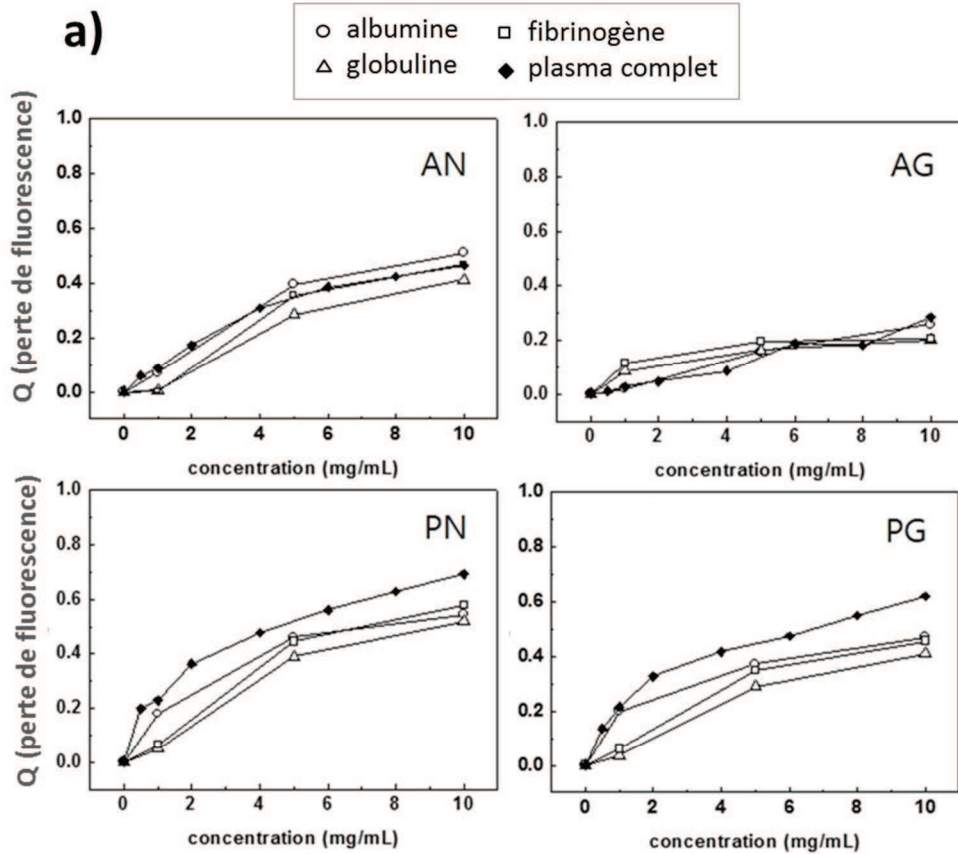 a)
albumine fibrinogène
globuline plasma complet
Q (perte de fluorescence)
1.0
0.8
0.6
0.4
0.2
0.0
AN
0 2 4 6 8 10
concentration (mg/mL)
1.0
0.8
0.6
0.4
0.2
0.0
AG
0 2 4 6 8 10
concentration (mg/mL)
Q (perte de fluorescence)
1.0
0.8
0.6
0.4
0.2
0.0
PN
0 2 4 6 8 10
concentration (mg/mL)
1.0
0.8
0.6
0.4
0.2
0.0
PG
0 2 4 6 8 10
concentration (mg/mL)